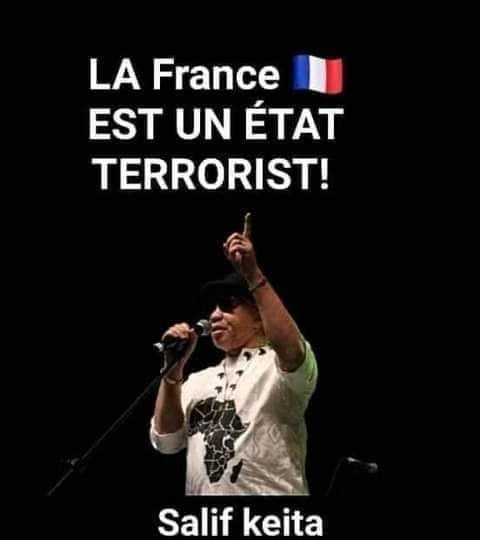 LA France 🇫🇷
EST UN ÉTAT
TERRORIST!
Salif keita